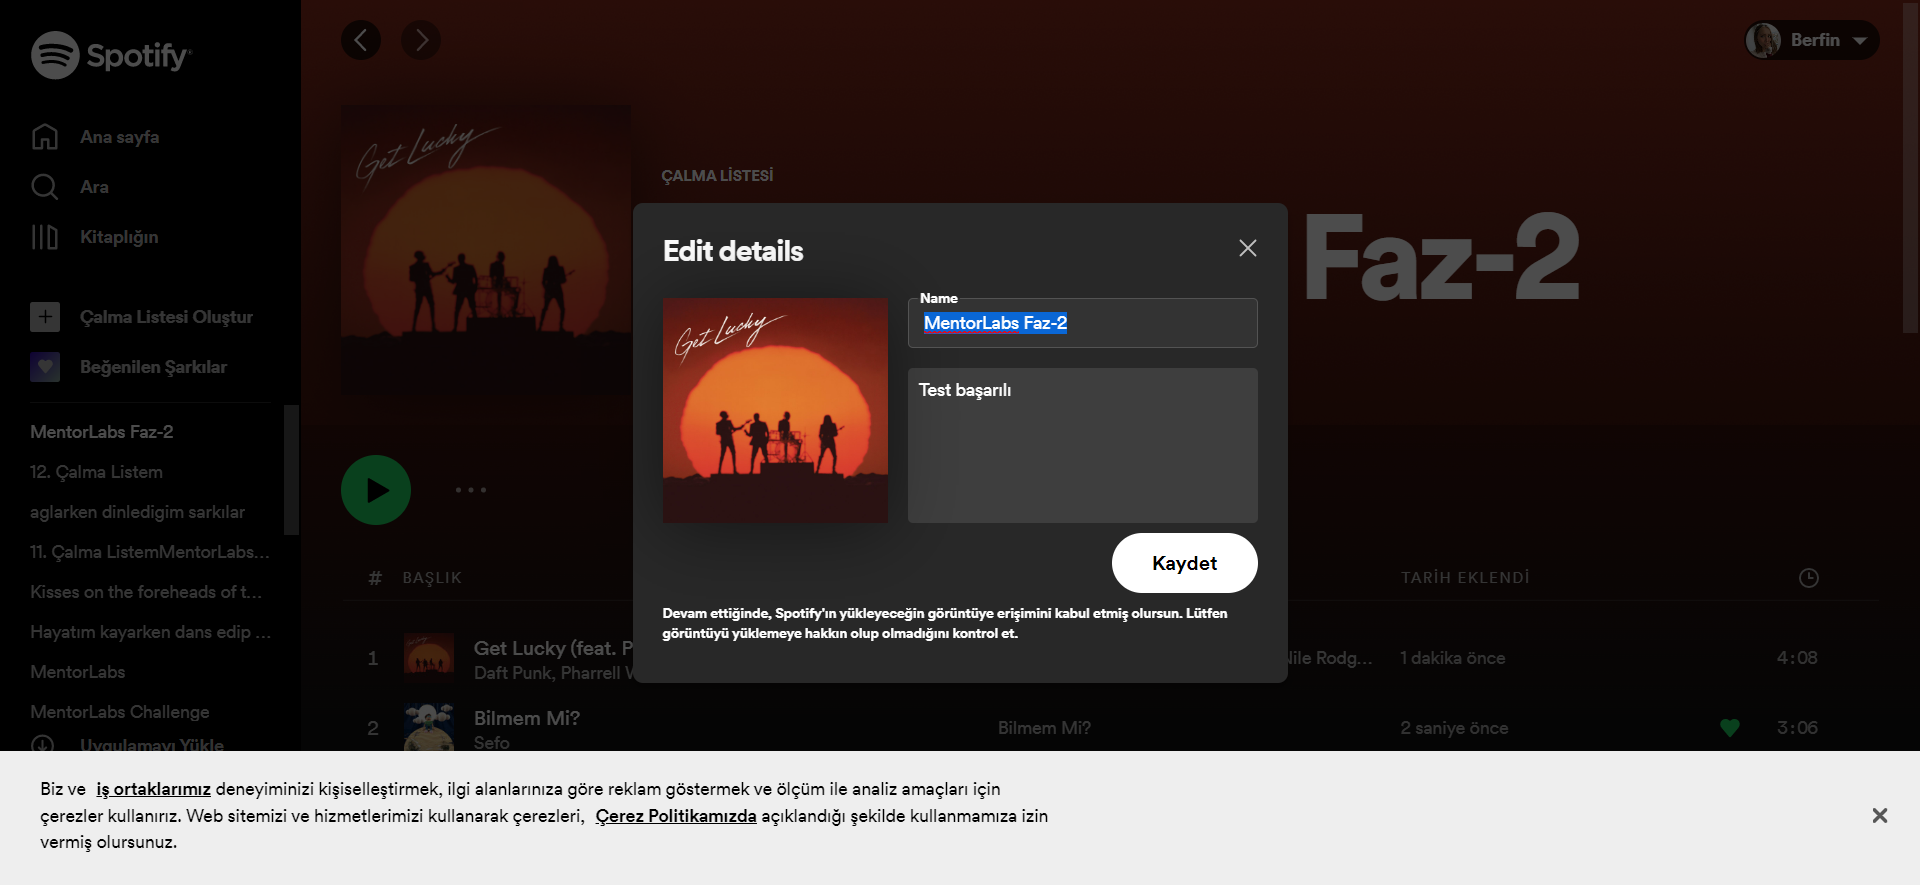 Spotify
Ana sayfa
Ara
Kitaplığın
Çalma Listesi Oluştur
Beğenilen Şarkılar
MentorLabs Faz-2
12. Çalma Listem
aglarken dinledigim sarkılar
11. Çalma ListemMentorLabs...
Kisses on the foreheads of t...
Hayatım kayarken dans edip ...
MentorLabs
MentorLabs Challenge
Uygulamayı Yükle
Berfin
Get Lucky
ÇALMA LİSTESİ
Faz-2
Edit details
Get Lucky
Name
MentorLabs Faz-2
Test başarılı
Kaydet
Devam ettiğinde, Spotify'ın yükleyeceğin görüntüye erişimini kabul etmiş olursun. Lütfen
görüntüyü yüklemeye hakkın olup olmadığını kontrol et.
# BAŞLIK TARİH EKLENDİ
1 Get Lucky (feat. P
Daft Punk, Pharrell Nile Rodg... 1 dakika önce 4:08
2 Bilmem Mi?
Sefo Bilmem Mi? 2 saniye önce 3:06
Biz ve iş ortaklarımız deneyiminizi kişiselleştirmek, ilgi alanlarınıza göre reklam göstermek ve ölçüm ile analiz amaçları için
çerezler kullanırız. Web sitemizi ve hizmetlerimizi kullanarak çerezleri, Çerez Politikamızda açıklandığı şekilde kullanmamıza izin
vermiş olursunuz.